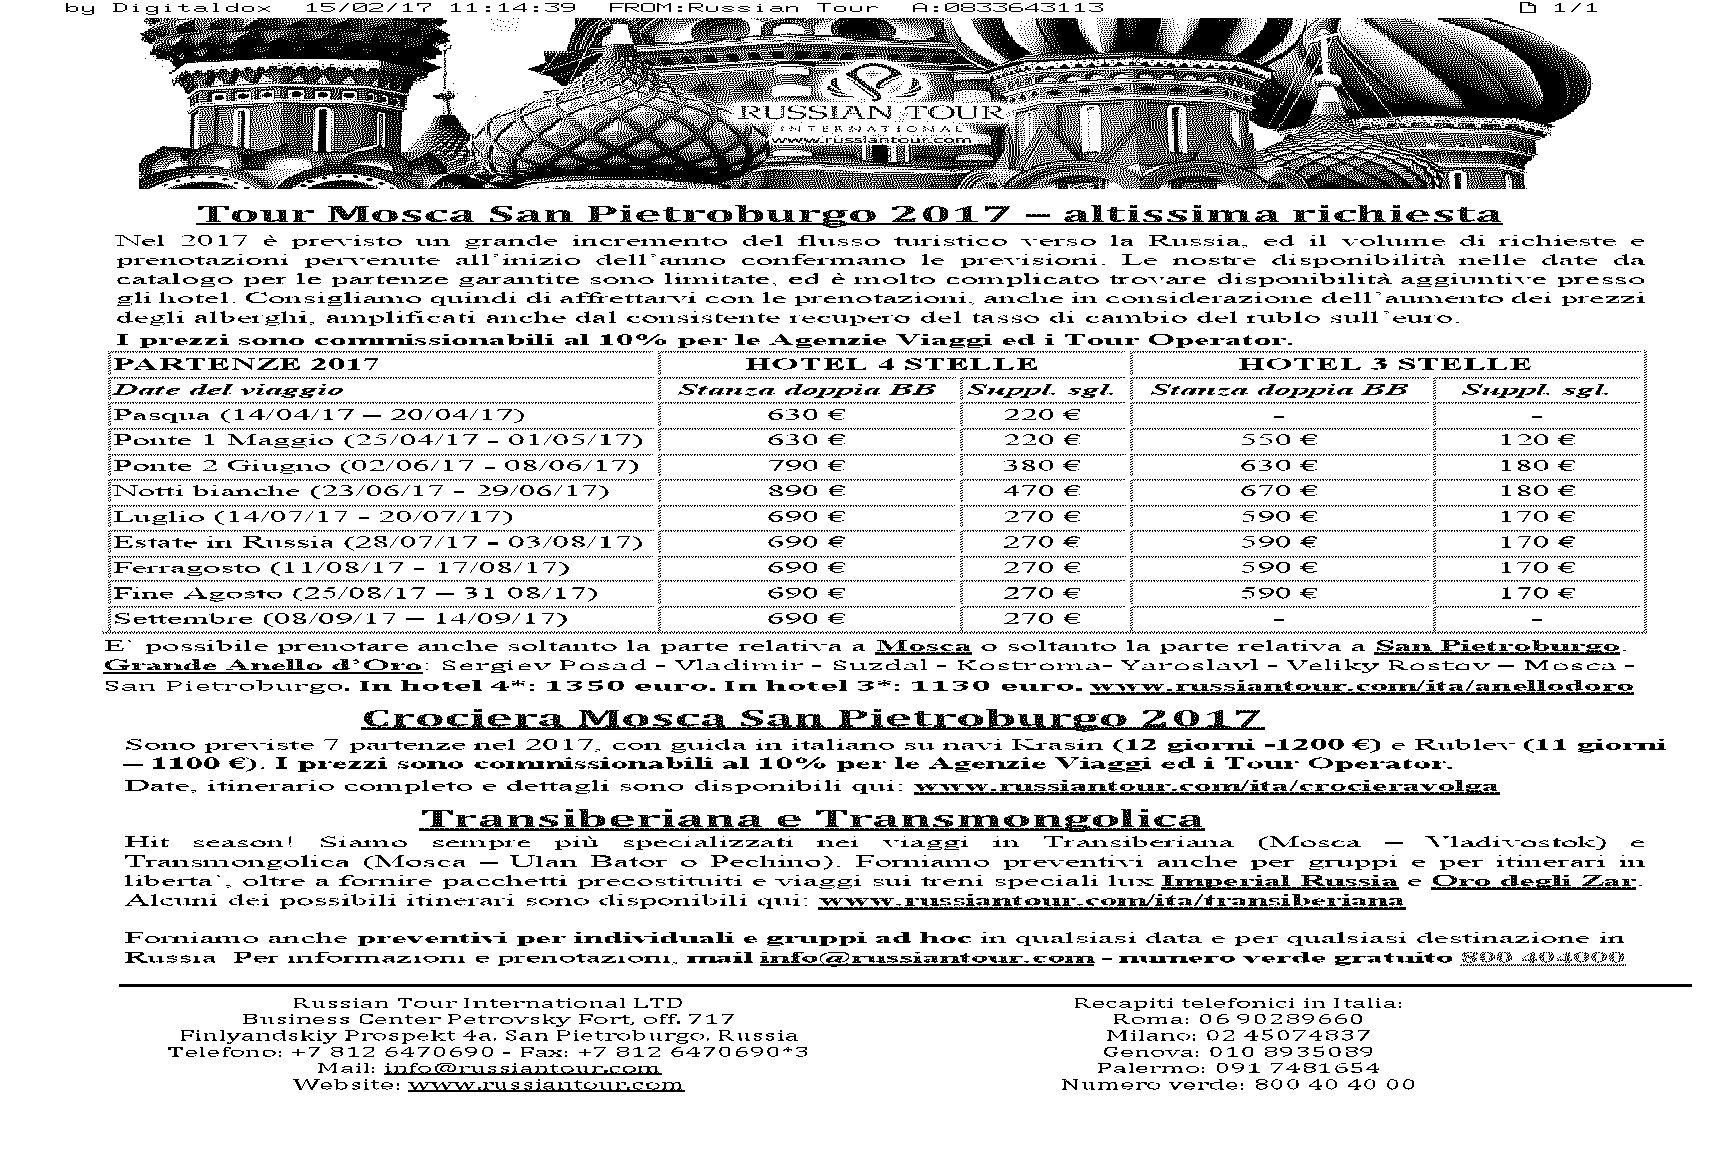 by Digitaldox 15/02/17 11:14:39 FROM:Russian Tour A:0833643113 1/1
RUSSIAN TOUR
INTERNATIONAL
www.russiantour.com
Tour Mosca San Pietroburgo 2017 – altissima richiesta
Nel 2017 è previsto un grande incremento del flusso turistico verso la Russia, ed il volume di richieste e
prenotazioni pervenute all'inizio dell'anno confermano le previsioni. Le nostre disponibilità nelle date da
catalogo per le partenze garantite sono limitate, ed è molto complicato trovare disponibilità aggiuntive presso
gli hotel. Consigliamo quindi di affrettarvi con le prenotazioni, anche in considerazione dell'aumento dei prezzi
degli alberghi, amplificati anche dal consistente recupero del tasso di cambio del rublo sull'euro.
I prezzi sono commissionabili al 10% per le Agenzie Viaggi ed i Tour Operator.
PARTENZE 2017 HOTEL 4 STELLE HOTEL 3 STELLE
Date del viaggio Stanza doppia BB Suppl. sgl. Stanza doppia BB Suppl. sgl.
Pasqua (14/04/17 – 20/04/17) 630 € 220 € - -
Ponte 1 Maggio (25/04/17 - 01/05/17) 630 € 220 € 550 € 120 €
Ponte 2 Giugno (02/06/17 - 08/06/17) 790 € 380 € 630 € 180 €
Notti bianche (23/06/17 - 29/06/17) 890 € 470 € 670 € 180 €
Luglio (14/07/17 - 20/07/17) 690 € 270 € 590 € 170 €
Estate in Russia (28/07/17 - 03/08/17) 690 € 270 € 590 € 170 €
Ferragosto (11/08/17 - 17/08/17) 690 € 270 € 590 € 170 €
Fine Agosto (25/08/17 – 31 08/17) 690 € 270 € 590 € 170 €
Settembre (08/09/17 – 14/09/17) 690 € 270 € - -
E` possibile prenotare anche soltanto la parte relativa a Mosca o soltanto la parte relativa a San Pietroburgo.
Grande Anello d'Oro: Sergiev Posad - Vladimir - Suzdal - Kostroma- Yaroslavl - Veliky Rostov – Mosca -
San Pietroburgo. In hotel 4*: 1350 euro. In hotel 3*: 1130 euro. www.russiantour.com/ita/anellodoro
Crociera Mosca San Pietroburgo 2017
Sono previste 7 partenze nel 2017, con guida in italiano su navi Krasin (12 giorni -1200 €) e Rublev (11 giorni
– 1100 €). I prezzi sono commissionabili al 10% per le Agenzie Viaggi ed i Tour Operator.
Date, itinerario completo e dettagli sono disponibili qui: www.russiantour.com/ita/crocieravolga
Transiberiana e Transmongolica
Hit season! Siamo sempre più specializzati nei viaggi in Transiberiana (Mosca – Vladivostok) e
Transmongolica (Mosca – Ulan Bator o Pechino). Forniamo preventivi anche per gruppi e per itinerari in
liberta`, oltre a fornire pacchetti precostituiti e viaggi sui treni speciali lux Imperial Russia e Oro degli Zar.
Alcuni dei possibili itinerari sono disponibili qui: www.russiantour.com/ita/transiberiana
Forniamo anche preventivi per individuali e gruppi ad hoc in qualsiasi data e per qualsiasi destinazione in
Russia Per informazioni e prenotazioni, mail info@russiantour.com - numero verde gratuito 800 404000
Russian Tour International LTD
Business Center Petrovsky Fort, off. 717
Finlyandskiy Prospekt 4a, San Pietroburgo, Russia
Telefono: +7 812 6470690 - Fax: +7 812 6470690*3
Mail: info@russiantour.com
Website: www.russiantour.com
Recapiti telefonici in Italia:
Roma: 06 90289660
Milano: 02 45074837
Genova: 010 8935089
Palermo: 091 7481654
Numero verde: 800 40 40 00